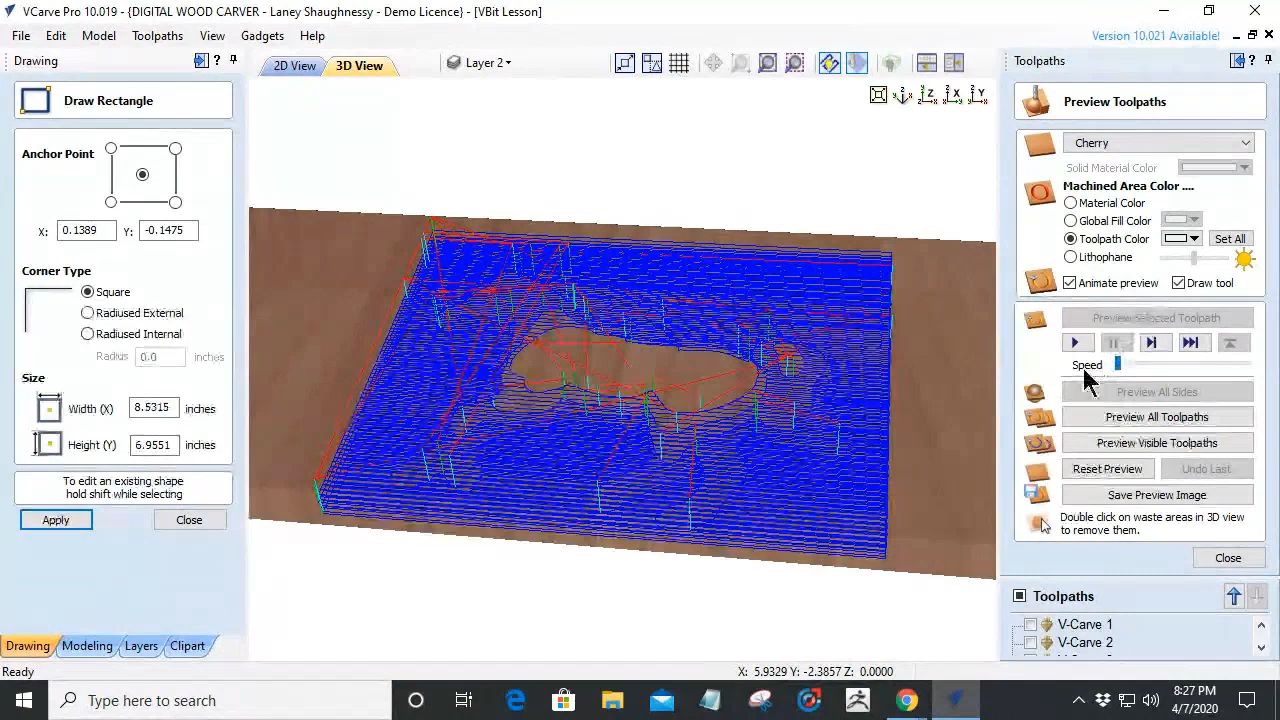 VCarve Pro 10.019 - {DIGITAL WOOD CARVER - Laney Shaughnessy - Demo Licence} - [VBit Lesson]
File Edit Model Toolpaths View Gadgets Help
Version 10.021 Available!
Drawing
?
2D View
3D View
Layer 2
Toolpaths
?
Z X Y
Draw Rectangle
Anchor Point
X: 0.1389 Y: -0.1475
Corner Type
Square
Radiused External
Radiused Internal
Radius 0.0 inches
Size
Width (X) 8.5315 inches
Height (Y) 6.9551 inches
To edit an existing shape
hold shift while selecting
Apply
Close
Drawing Modeling Layers Clipart
Preview Toolpaths
Cherry
Solid Material Color
Machined Area Color ....
Material Color
Global Fill Color
Toolpath Color
Set All
Lithophane
Animate preview
Draw tool
Preview Selected Toolpath
Speed
Preview All Sides
Preview All Toolpaths
Preview Visible Toolpaths
Reset Preview
Undo Last
Save Preview Image
Double click on waste areas in 3D view
to remove them.
Close
Toolpaths
V-Carve 1
V-Carve 2
Ready
X: 5.9329 Y: -2.3857 Z: 0.0000
Type here to search
8:27 PM
4/7/2020